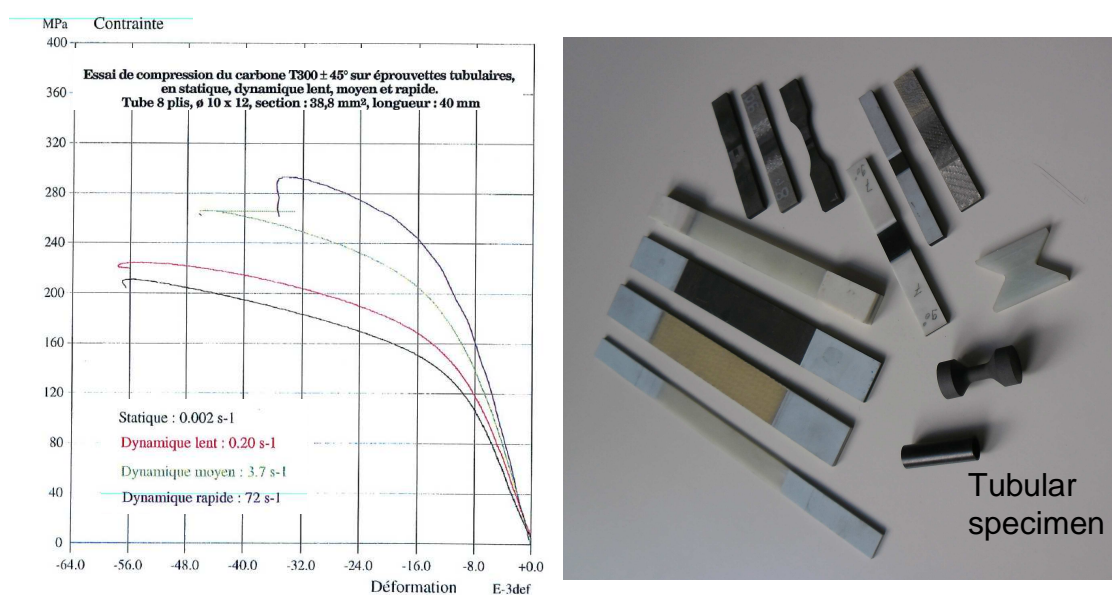 MPa Contrainte
400
Essai de compression du carbone T300 ± 45° sur éprouvettes tubulaires,
en statique, dynamique lent, moyen et rapide.
Tube 8 plis, ø 10 x 12, section : 38,8 mm², longueur : 40 mm
360
320
280
240
200
160
120
80
40
0
Statique : 0.002 s-1
Dynamique lent : 0.20 s-1
Dynamique moyen : 3.7 s-1
Dynamique rapide : 72 s-1
-64.0 -56.0 -48.0 -40.0 -32.0 -24.0 -16.0 -8.0 +0.0
Déformation E-3def
90°
7
7
90°
Tubular
specimen